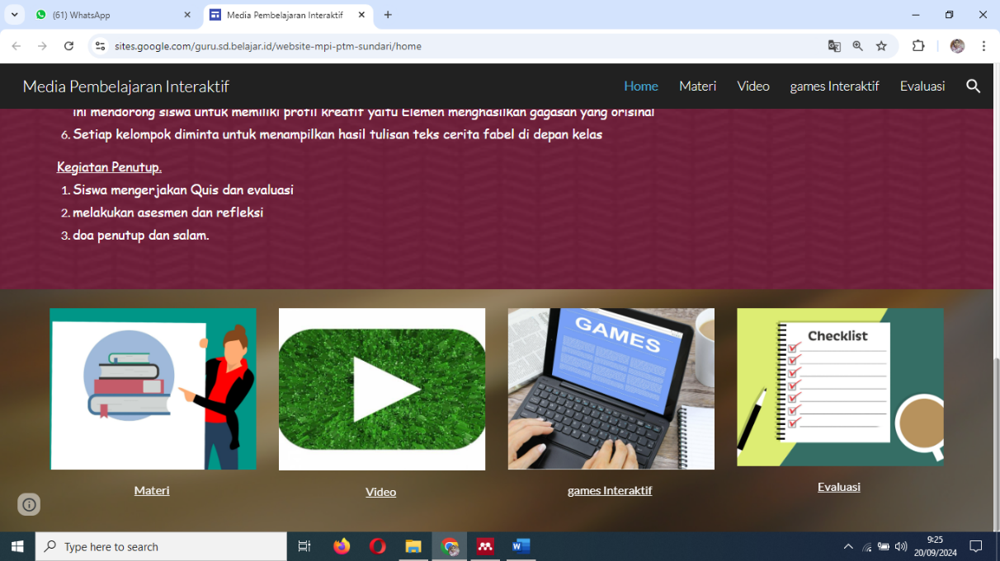 (61) WhatsApp
Media Pembelajaran Interaktif
sites.google.com/guru.sd.belajar.id/website-mpi-ptm-sundari/home
Media Pembelajaran Interaktif
Home
Materi
Video
games Interaktif
Evaluasi
ini mendorong siswa untuk memiliki profil kreatif yaitu Elemen menghasilkan gagasan yang orisinal
6. Setiap kelompok diminta untuk menampilkan hasil tulisan teks cerita fabel di depan kelas
Kegiatan Penutup.
1. Siswa mengerjakan Quis dan evaluasi
2. melakukan asesmen dan refleksi
3. doa penutup dan salam.
GAMES
Checklist
Materi
Video
games Interaktif
Evaluasi
Type here to search
9:25
20/09/2024